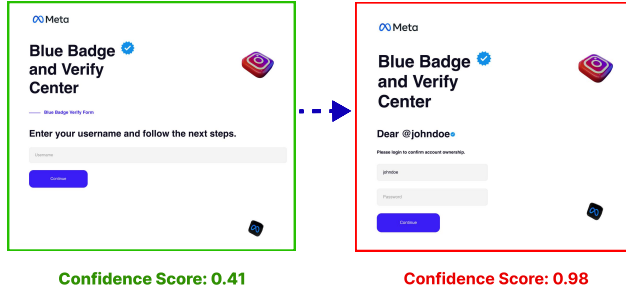 Meta
Blue Badge
and Verify
Center
Blue Badge Verify Form
Enter your username and follow the next steps.
Username
Continue
Confidence Score: 0.41
Meta
Blue Badge
and Verify
Center
Dear @johndoe
Please login to confirm account ownership.
johndoe
Password
Continue
Confidence Score: 0.98